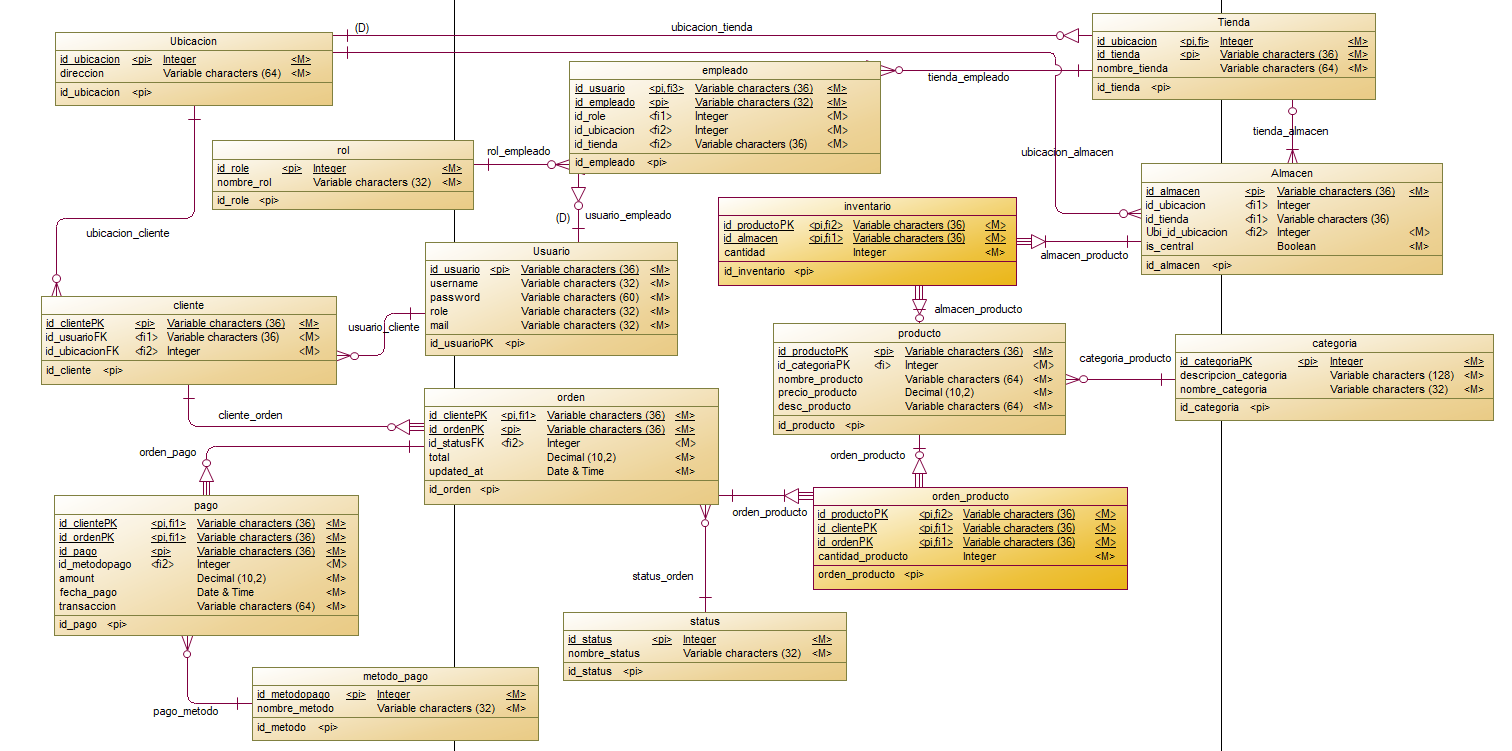 Ubicacion
id_ubicacion <pi> Integer <M>
direccion Variable characters (64) <M>
id_ubicacion <pi>
(D)
ubicacion_tienda
Tienda
id_ubicacion <pi,fi> Integer <M>
id_tienda <pi> Variable characters (36) <M>
nombre_tienda Variable characters (64) <M>
id_tienda <pi>
empleado
id_usuario <pi,fi3> Variable characters (36) <M>
id_empleado <pi> Variable characters (32) <M>
id_role <fi1> Integer <M>
id_ubicacion <fi2> Integer <M>
id_tienda <fi2> Variable characters (36) <M>
id_empleado <pi>
tienda_empleado
tienda_almacen
ubicacion_almacen
rol
id_role <pi> Integer <M>
nombre_rol Variable characters (32) <M>
id_role <pi>
rol_empleado
Almacen
id_almacen <pi> Variable characters (36) <M>
id_ubicacion <fi1> Integer
id_tienda <fi1> Variable characters (36)
Ubi_id_ubicacion <fi2> Integer <M>
is_central Boolean <M>
id_almacen <pi>
(D)
usuario_empleado
inventario
id_productoPK <pi,fi2> Variable characters (36) <M>
id_almacen <pi,fi1> Variable characters (36) <M>
cantidad Integer <M>
id_inventario <pi>
almacen_producto
ubicacion_cliente
Usuario
id_usuario <pi> Variable characters (36) <M>
username Variable characters (32) <M>
password Variable characters (60) <M>
role Variable characters (32) <M>
mail Variable characters (32) <M>
id_usuarioPK <pi>
cliente
id_clientePK <pi> Variable characters (36) <M>
id_usuarioFK <fi1> Variable characters (36) <M>
id_ubicacionFK <fi2> Integer <M>
id_cliente <pi>
usuario_cliente
almacen_producto
producto
id_productoPK <pi> Variable characters (36) <M>
id_categoriaPK <fi> Integer <M>
nombre_producto Variable characters (64) <M>
precio_producto Decimal (10,2) <M>
desc_producto Variable characters (64) <M>
id_producto <pi>
categoria_producto
categoria
id_categoriaPK <pi> Integer <M>
descripcion_categoria Variable characters (128) <M>
nombre_categoria Variable characters (32) <M>
id_categoria <pi>
cliente_orden
orden
id_clientePK <pi,fi1> Variable characters (36) <M>
id_ordenPK <pi> Variable characters (36) <M>
id_statusFK <fi2> Integer <M>
total Decimal (10,2) <M>
updated_at Date & Time <M>
id_orden <pi>
orden_pago
orden_producto
pago
id_clientePK <pi,fi1> Variable characters (36) <M>
id_ordenPK <pi,fi1> Variable characters (36) <M>
id_pago <pi> Variable characters (36) <M>
id_metodopago <fi2> Integer <M>
amount Decimal (10,2) <M>
fecha_pago Date & Time <M>
transaccion Variable characters (64) <M>
id_pago <pi>
orden_producto
orden_producto
id_productoPK <pi,fi2> Variable characters (36) <M>
id_clientePK <pi,fi1> Variable characters (36) <M>
id_ordenPK <pi,fi1> Variable characters (36) <M>
cantidad_producto Integer <M>
orden_producto <pi>
status_orden
status
id_status <pi> Integer <M>
nombre_status Variable characters (32) <M>
id_status <pi>
metodo_pago
id_metodopago <pi> Integer <M>
nombre_metodo Variable characters (32) <M>
id_metodo <pi>
pago_metodo